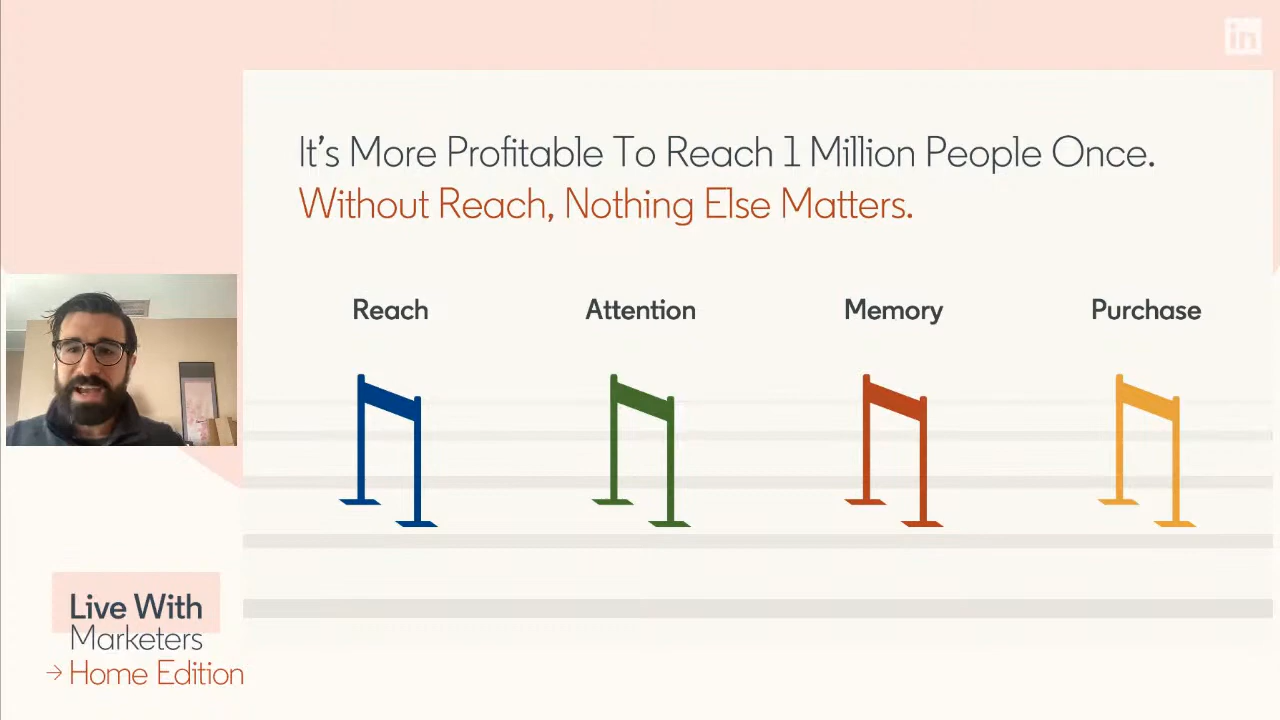 in
It's More Profitable To Reach 1 Million People Once.
Without Reach, Nothing Else Matters.
Reach
Attention
Memory
Purchase
Live With
Marketers
→ Home Edition